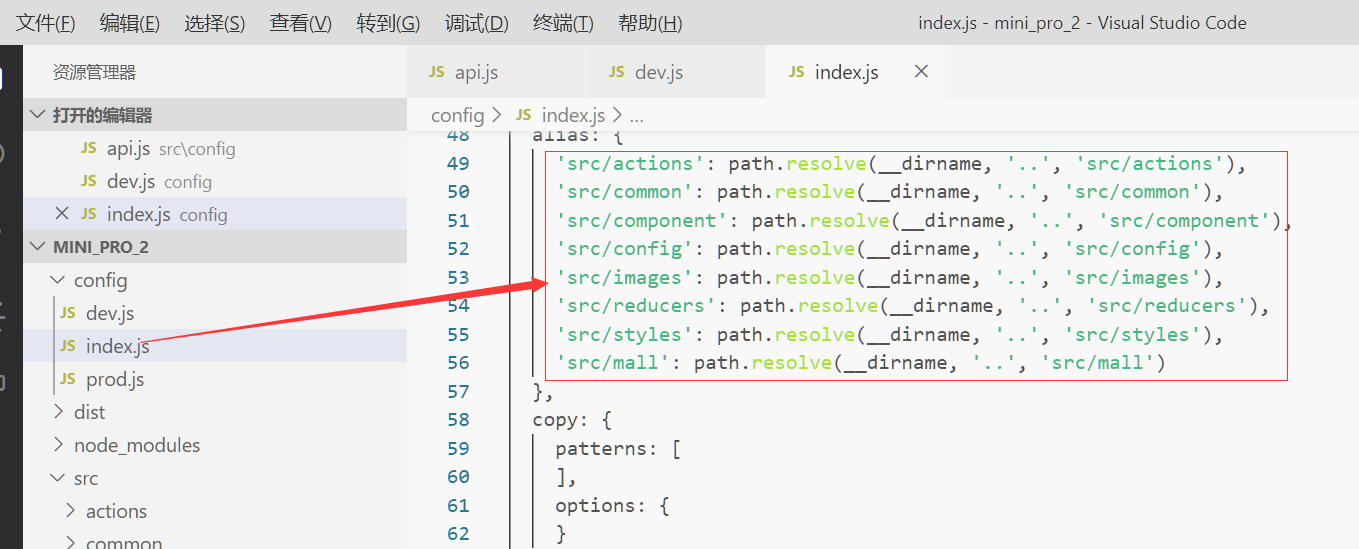 文件(F) 编辑(E) 选择(S) 查看(V) 转到(G) 调试(D) 终端(T) 帮助(H) index.js - mini_pro_2 - Visual Studio Code
资源管理器
打开的编辑器
JS api.js src\config
JS dev.js config
JS index.js config
MINI_PRO_2
config
JS dev.js
JS index.js
JS prod.js
dist
node_modules
src
actions
common
JS api.js JS dev.js JS index.js
config > JS index.js > ...
48 alias: {
49 'src/actions': path.resolve(__dirname, '..', 'src/actions'),
50 'src/common': path.resolve(__dirname, '..', 'src/common'),
51 'src/component': path.resolve(__dirname, '..', 'src/component'),
52 'src/config': path.resolve(__dirname, '..', 'src/config'),
53 'src/images': path.resolve(__dirname, '..', 'src/images'),
54 'src/reducers': path.resolve(__dirname, '..', 'src/reducers'),
55 'src/styles': path.resolve(__dirname, '..', 'src/styles'),
56 'src/mall': path.resolve(__dirname, '..', 'src/mall')
57 },
58 copy: {
59 patterns: [
60 ],
61 options: {
62 }